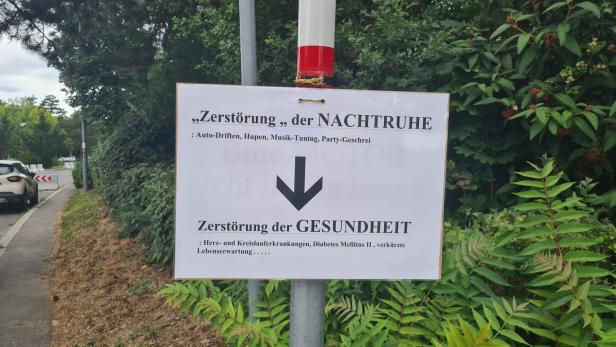 „Zerstörung „ der NACHTRUHE
: Auto-Driften, Hupen, Musik-Tuning, Party-Geschrei
Zerstörung der GESUNDHEIT
: Herz- und Kreislauferkrankungen, Diabetes Mellitus II , verkürzte
Lebenserwartung . . . . .